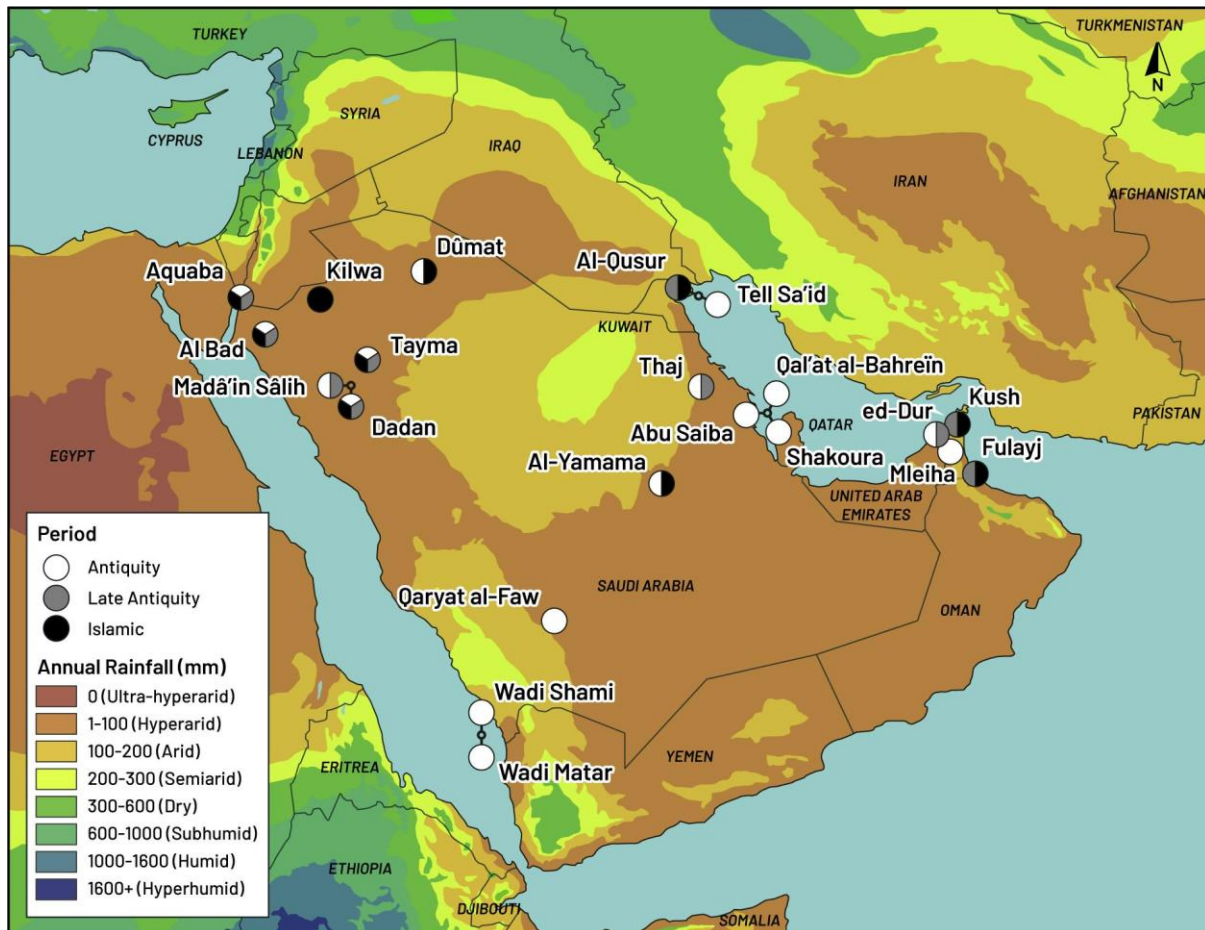 TURKEY
TURKMENISTAN
N
SYRIA
CYPRUS
LEBANON
IRAQ
IRAN
AFGHANISTAN
Dûmat
Aquaba
Kilwa
Al-Qusur
Tell Sa’id
KUWAIT
Al Bad
Tayma
Madâ’in Sâlih
Thaj
Qal’ât al-Bahreïn
Kush
ed-Dur
PAKISTAN
Dadan
QATAR
Abu Saiba
Fulayj
EGYPT
Shakoura
Al-Yamama
Mleiha
UNITED ARAB
EMIRATES
Period
Antiquity
Late Antiquity
Islamic
SAUDI ARABIA
Qaryat al-Faw
OMAN
Annual Rainfall (mm)
0 (Ultra-hyperarid)
1-100 (Hyperarid)
100-200 (Arid)
200-300 (Semiarid)
300-600 (Dry)
600-1000 (Subhumid)
1000-1600 (Humid)
1600+ (Hyperhumid)
Wadi Shami
YEMEN
Wadi Matar
ERITREA
ETHIOPIA
DJIBOUTI
SOMALIA